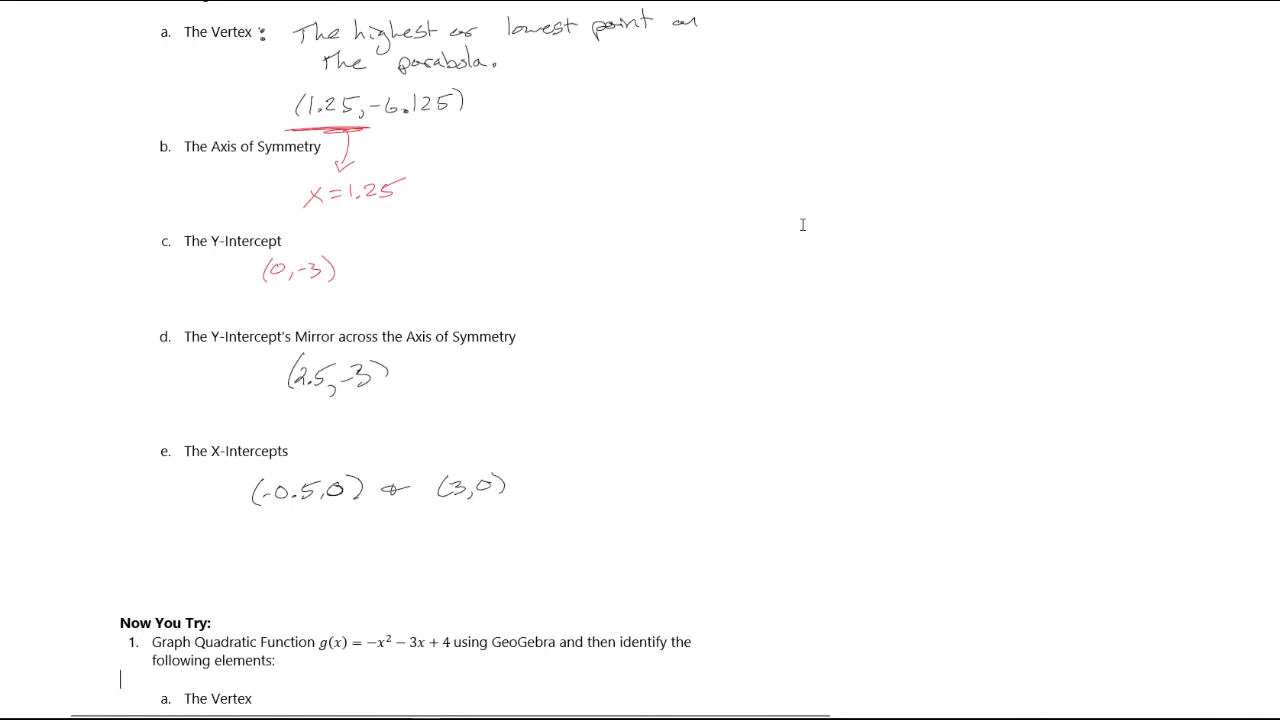 a. The Vertex : The highest or lowest point on
the parabola.
(1.25, -6.125)
b. The Axis of Symmetry
x = 1.25
c. The Y-Intercept
(0, -3)
d. The Y-Intercept's Mirror across the Axis of Symmetry
(2.5, -3)
e. The X-Intercepts
(-0.5, 0) & (3, 0)
Now You Try:
1. Graph Quadratic Function g(x) = −x² − 3x + 4 using GeoGebra and then identify the
following elements:
a. The Vertex